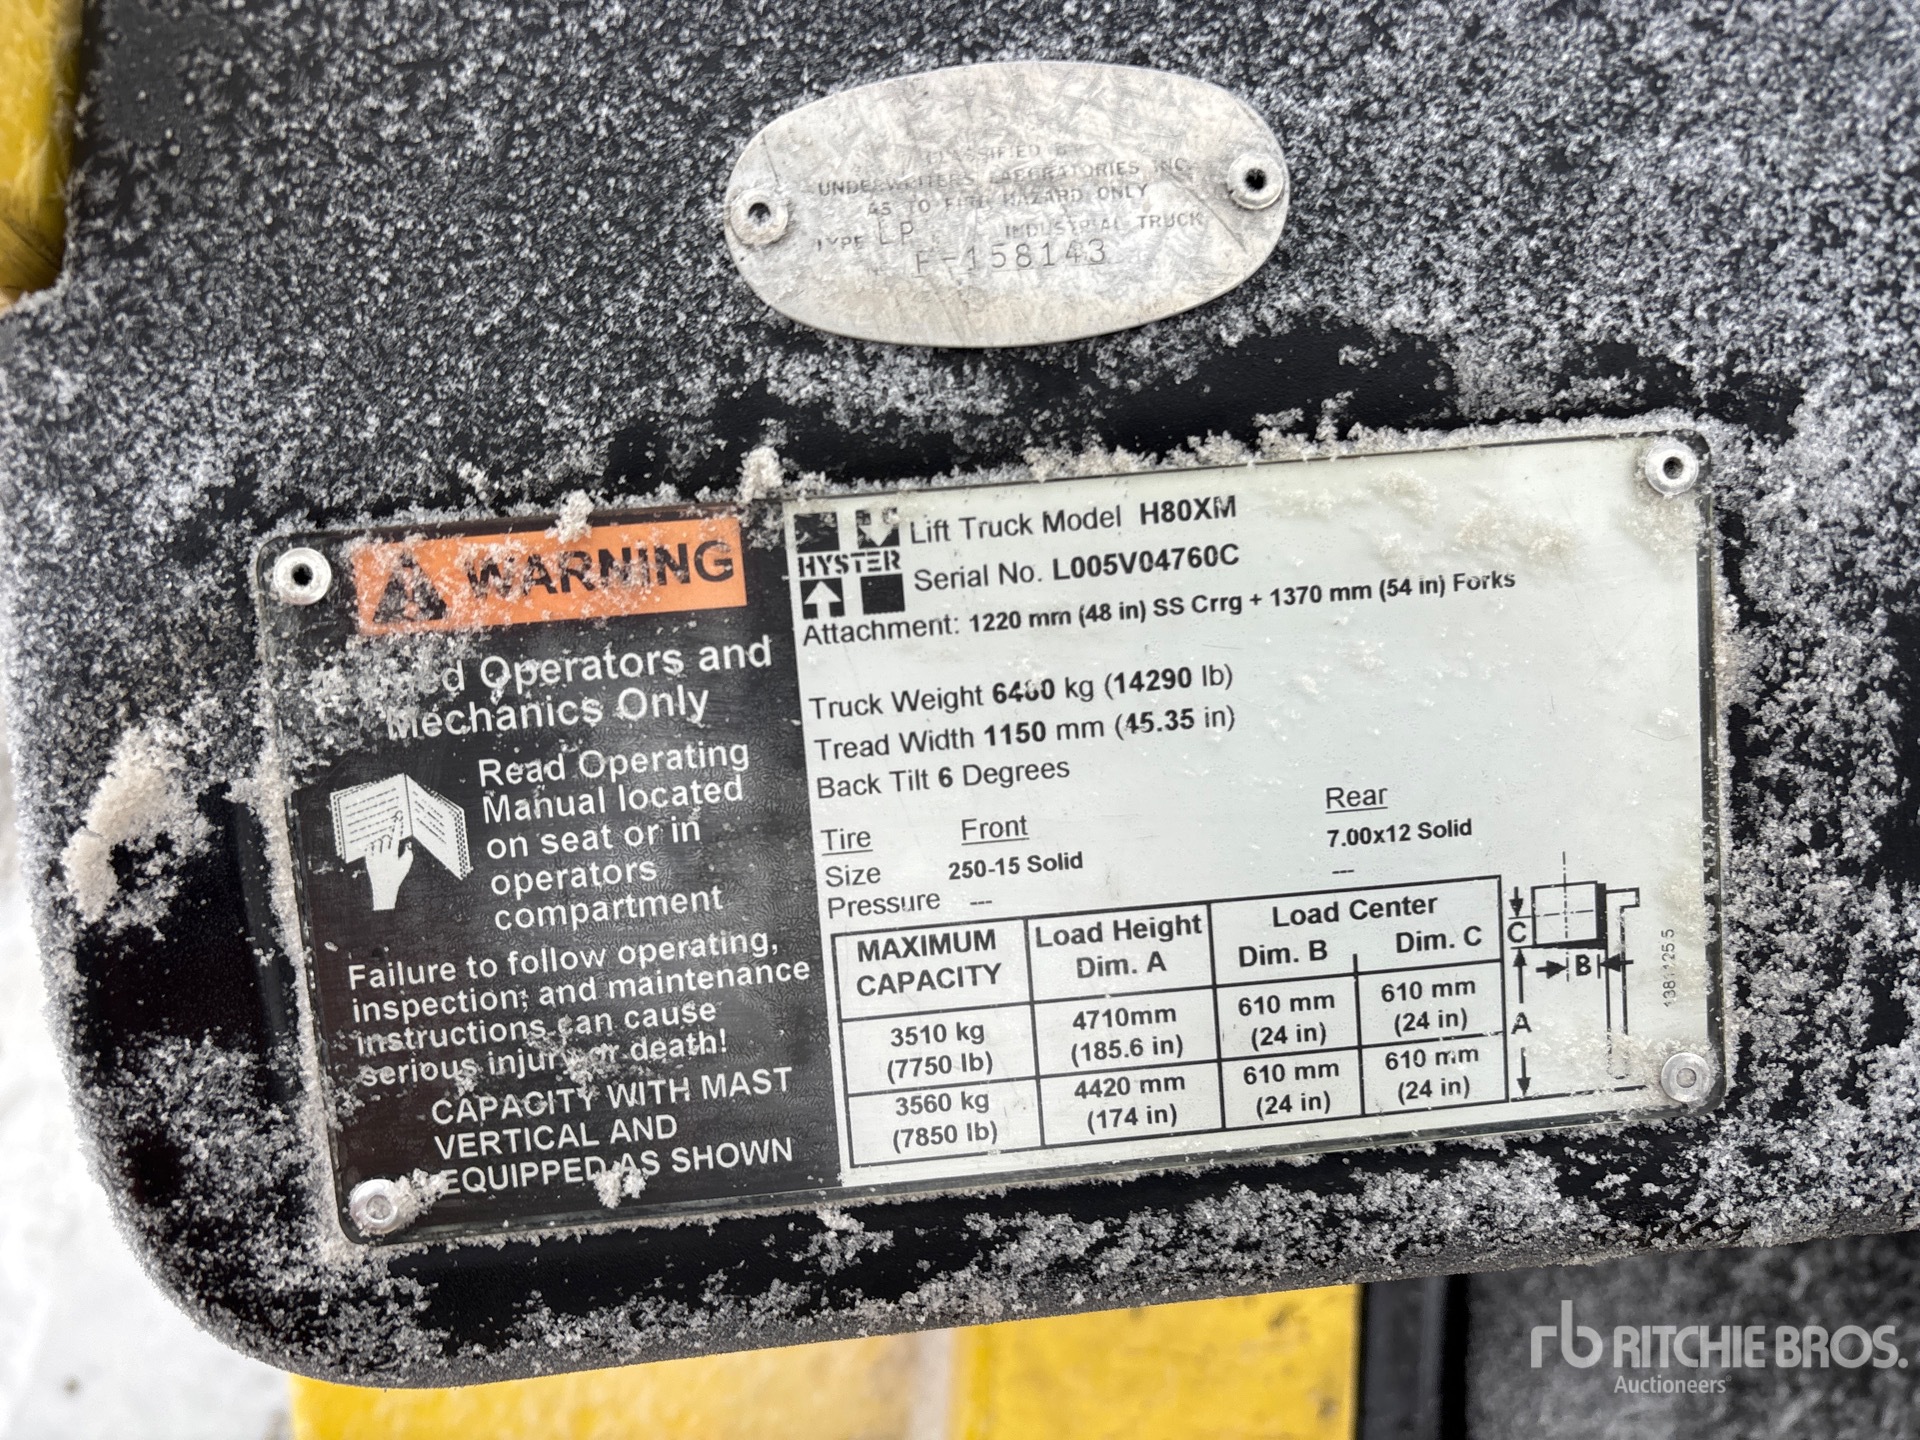 CLASSIFIED
UNDERWRITERS LABORATORIES INC.
AS TO FIRE HAZARD ONLY
TYPE LP INDUSTRIAL TRUCK
F-158143
WARNING
Operators and
Mechanics Only
Read Operating
Manual located
on seat or in
operators
compartment
Failure to follow operating,
inspection, and maintenance
instructions can cause
serious injury or death!
CAPACITY WITH MAST
VERTICAL AND
EQUIPPED AS SHOWN
HYSTER
Lift Truck Model H80XM
Serial No. L005V04760C
Attachment: 1220 mm (48 in) SS Crrg + 1370 mm (54 in) Forks
Truck Weight 6480 kg (14290 lb)
Tread Width 1150 mm (45.35 in)
Back Tilt 6 Degrees
Tire Front Rear
Size 250-15 Solid 7.00x12 Solid
Pressure --- ---
MAXIMUM CAPACITY Load Height Dim. A Load Center Dim. B Dim. C
3510 kg (7750 lb) 4710mm (185.6 in) 610 mm (24 in) 610 mm (24 in)
3560 kg (7850 lb) 4420 mm (174 in) 610 mm (24 in) 610 mm (24 in)
C
B
A
1381255
rb RITCHIE BROS.
Auctioneers